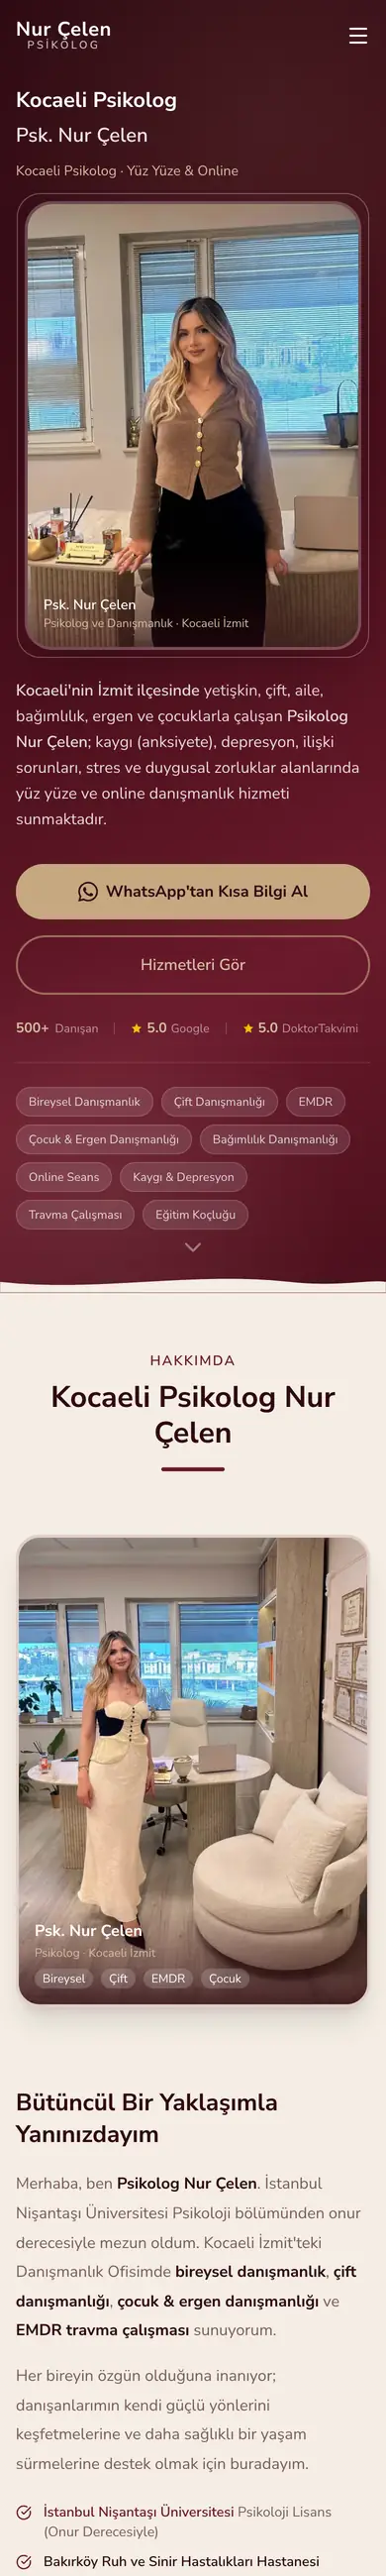 Nur Çelen
PSİKOLOG
Kocaeli Psikolog
Psk. Nur Çelen
Kocaeli Psikolog · Yüz Yüze & Online
Psk. Nur Çelen
Psikolog ve Danışmanlık · Kocaeli İzmit
Kocaeli'nin İzmit ilçesinde yetişkin, çift, aile,
bağımlılık, ergen ve çocuklarla çalışan Psikolog
Nur Çelen; kaygı (anksiyete), depresyon, ilişki
sorunları, stres ve duygusal zorluklar alanlarında
yüz yüze ve online danışmanlık hizmeti
sunmaktadır.
WhatsApp'tan Kısa Bilgi Al
Hizmetleri Gör
500+ Danışan | ★ 5.0 Google | ★ 5.0 DoktorTakvimi
Bireysel Danışmanlık Çift Danışmanlığı EMDR
Çocuk & Ergen Danışmanlığı Bağımlılık Danışmanlığı
Online Seans Kaygı & Depresyon
Travma Çalışması Eğitim Koçluğu
HAKKIMDA
Kocaeli Psikolog Nur
Çelen
Psk. Nur Çelen
Psikolog · Kocaeli İzmit
Bireysel Çift EMDR Çocuk
Bütüncül Bir Yaklaşımla
Yanınızdayım
Merhaba, ben Psikolog Nur Çelen. İstanbul
Nişantaşı Üniversitesi Psikoloji bölümünden onur
derecesiyle mezun oldum. Kocaeli İzmit'teki
Danışmanlık Ofisimde bireysel danışmanlık, çift
danışmanlığı, çocuk & ergen danışmanlığı ve
EMDR travma çalışması sunuyorum.
Her bireyin özgün olduğuna inanıyor;
danışanlarımın kendi güçlü yönlerini
keşfetmelerine ve daha sağlıklı bir yaşam
sürmelerine destek olmak için buradayım.
İstanbul Nişantaşı Üniversitesi Psikoloji Lisans
(Onur Derecesiyle)
Bakırköy Ruh ve Sinir Hastalıkları Hastanesi